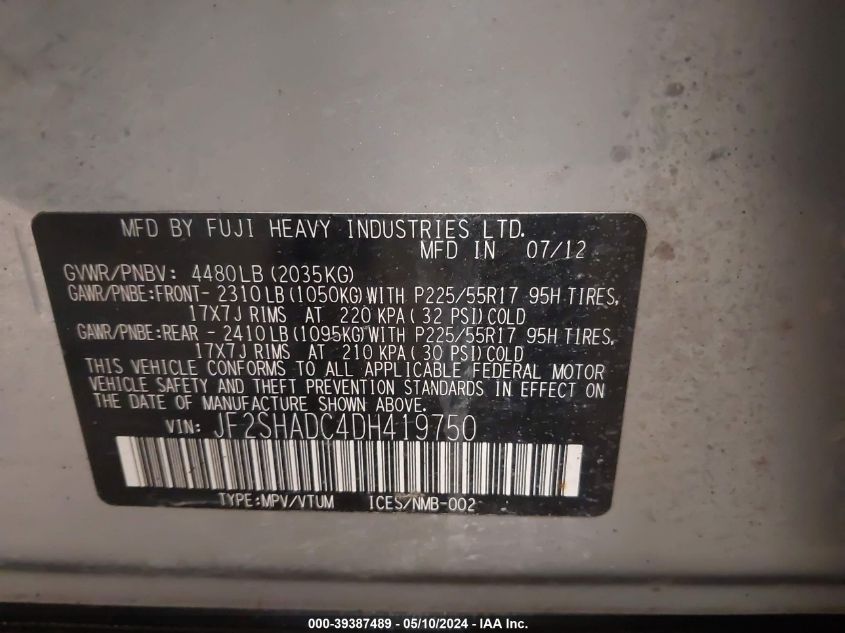 MFD BY FUJI HEAVY INDUSTRIES LTD.
MFD IN 07/12
GVWR/PNBV: 4480LB(2035KG)
GAWR/PNBE:FRONT- 2310LB(1050KG)WITH P225/55R17 95H TIRES,
17X7J RIMS AT 220 KPA(32 PSI)COLD
GAWR/PNBE:REAR - 2410LB(1095KG)WITH P225/55R17 95H TIRES,
17X7J RIMS AT 210 KPA(30 PSI)COLD
THIS VEHICLE CONFORMS TO ALL APPLICABLE FEDERAL MOTOR
VEHICLE SAFETY AND THEFT PREVENTION STANDARDS IN EFFECT ON
THE DATE OF MANUFACTURE SHOWN ABOVE.
VIN: JF2SHADC4DH419750
TYPE:MPV/VTUM ICES/NMB-002
000-39387489 - 05/10/2024 - IAA Inc.